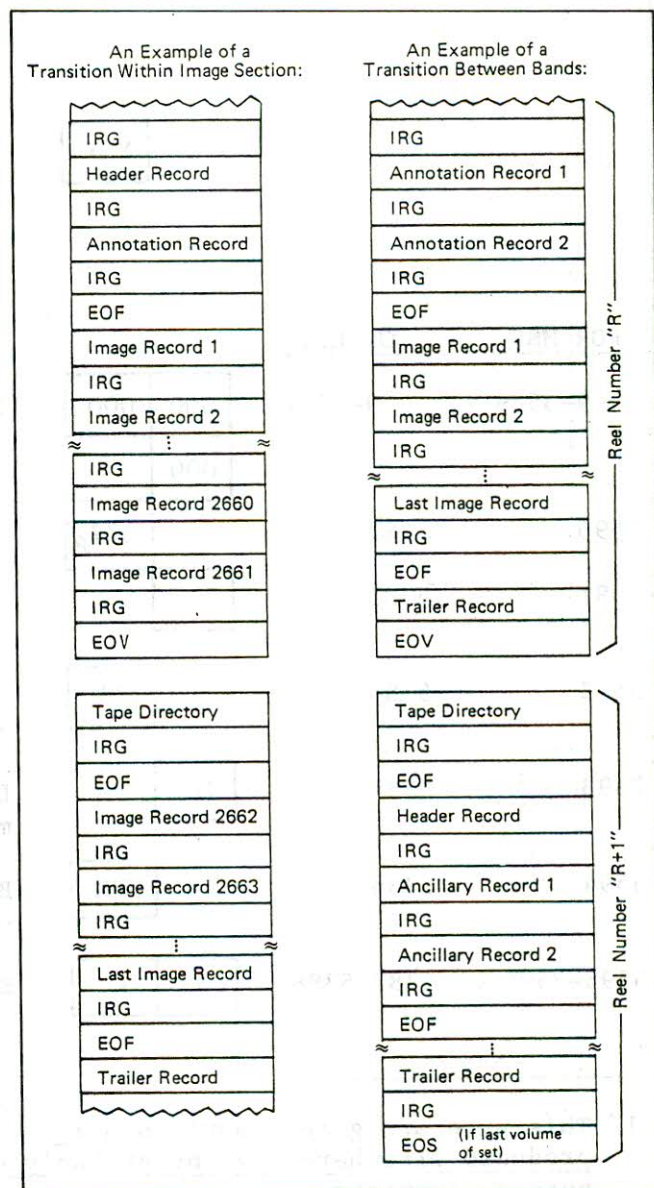 An Example of a
Transition Within Image Section:
IRG
Header Record
IRG
Annotation Record
IRG
EOF
Image Record 1
IRG
Image Record 2
IRG
Image Record 2660
IRG
Image Record 2661
IRG
EOV
Tape Directory
IRG
EOF
Image Record 2662
IRG
Image Record 2663
IRG
Last Image Record
IRG
EOF
Trailer Record
An Example of a
Transition Between Bands:
IRG
Annotation Record 1
IRG
Annotation Record 2
IRG
EOF
Image Record 1
IRG
Image Record 2
IRG
Last Image Record
IRG
EOF
Trailer Record
EOV
Reel Number "R"
Tape Directory
IRG
EOF
Header Record
IRG
Ancillary Record 1
IRG
Ancillary Record 2
IRG
EOF
Trailer Record
IRG
EOS (If last volume
of set)
Reel Number "R+1"